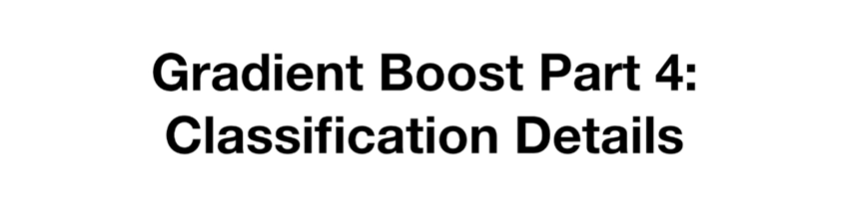 Gradient Boost Part 4:
Classification Details